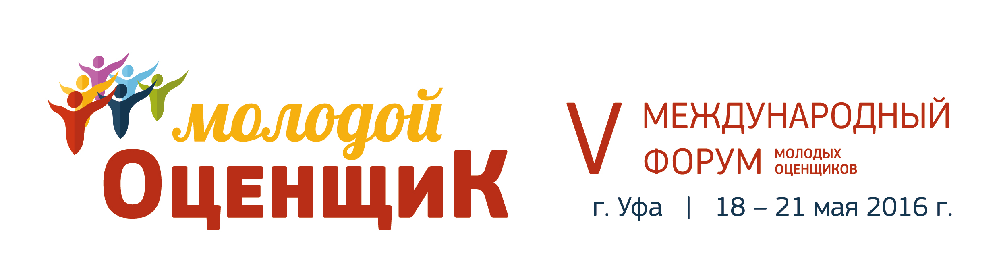 молодой
ОценщиК
V МЕЖДУНАРОДНЫЙ
ФОРУМ МОЛОДЫХ
ОЦЕНЩИКОВ
г. Уфа | 18 – 21 мая 2016 г.